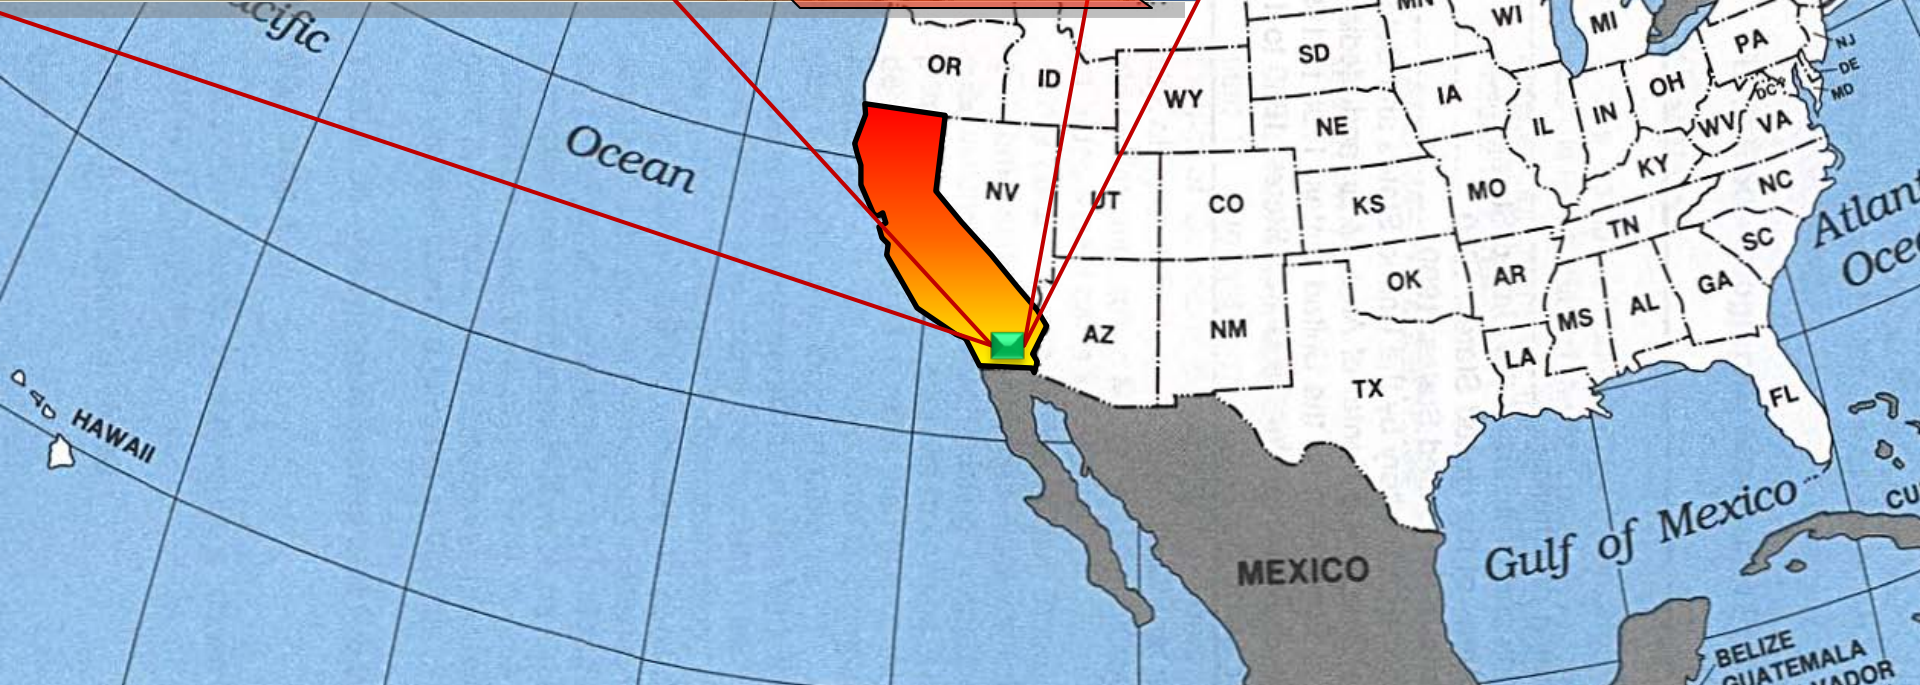 acific
Ocean
OR
ID
WY
SD
MN
WI
MI
PA
NJ
DE
MD
DC
IA
NE
OH
IN
IL
WV
VA
NV
UT
CO
KS
MO
KY
NC
TN
SC
AZ
NM
OK
AR
MS
AL
GA
LA
TX
FL
Atlant
Ocea
HAWAII
MEXICO
Gulf of Mexico
CU
BELIZE
GUATEMALA
VADOR